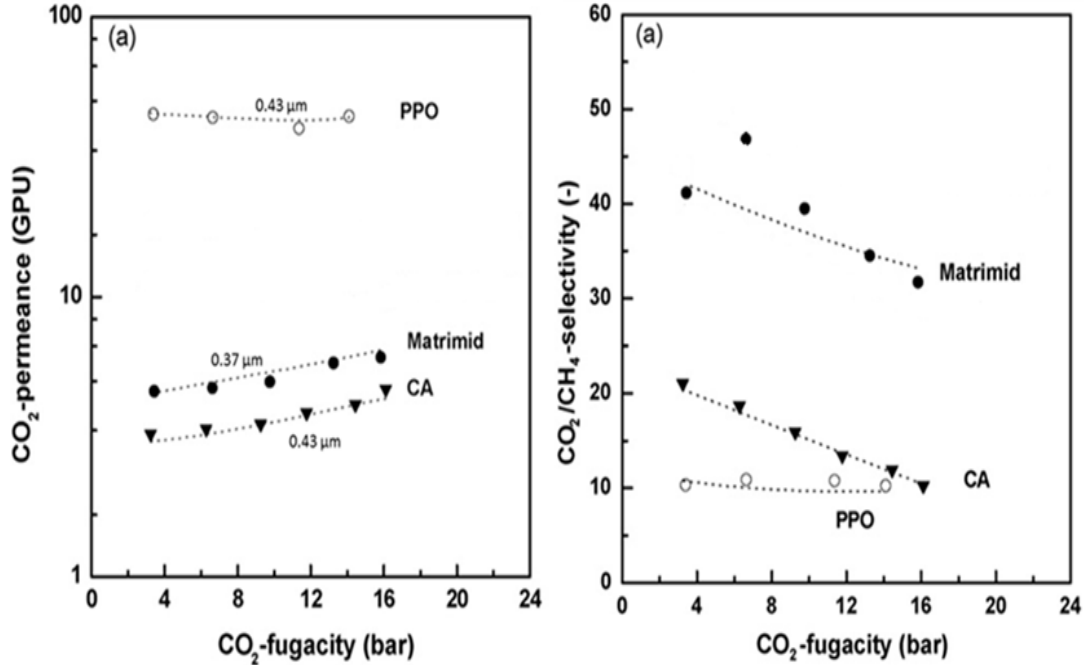 (a)
100
10
1
CO₂-permeance (GPU)
0.43 µm
PPO
0.37 µm
Matrimid
CA
0.43 µm
0 4 8 12 16 20 24
CO₂-fugacity (bar)
(a)
60
50
40
30
20
10
0
CO₂/CH₄-selectivity (-)
Matrimid
CA
PPO
0 4 8 12 16 20 24
CO₂-fugacity (bar)